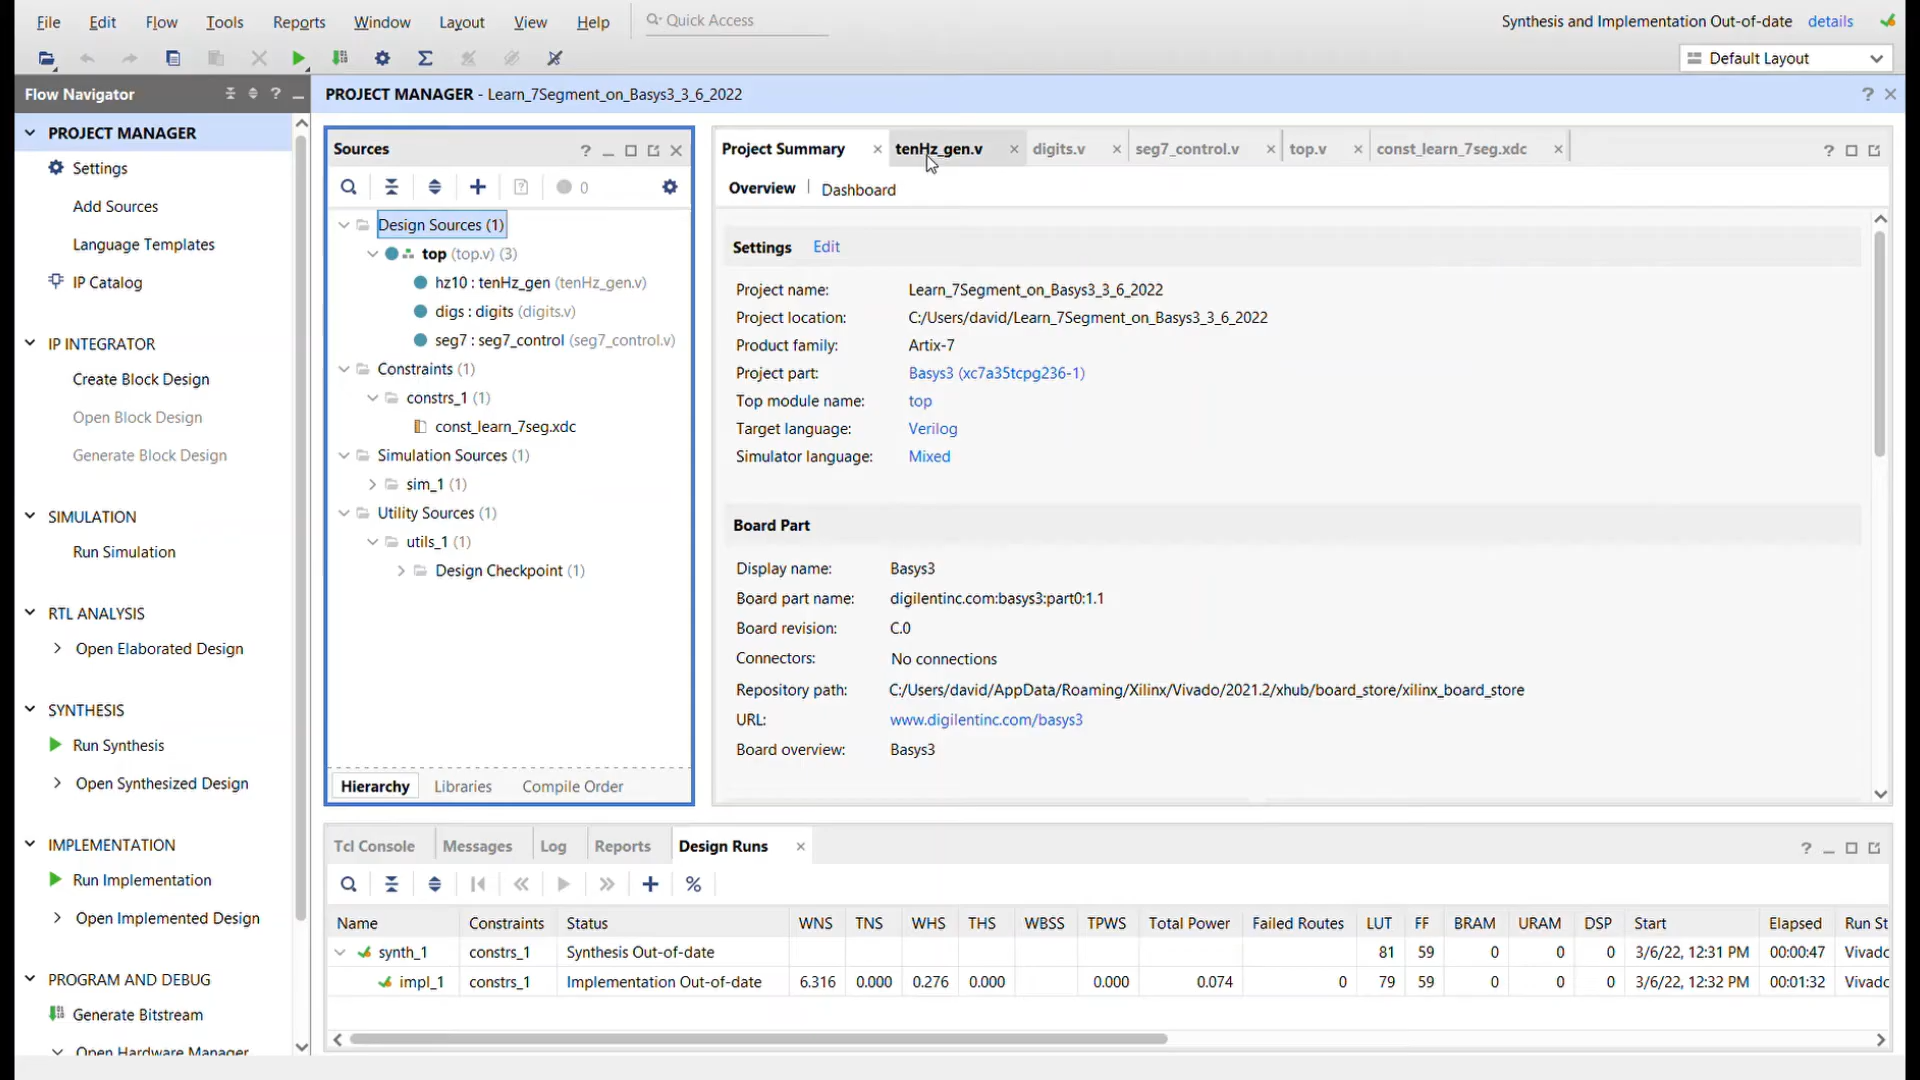 File Edit Flow Tools Reports Window Layout View Help Quick Access Synthesis and Implementation Out-of-date details
Default Layout
Flow Navigator ? PROJECT MANAGER - Learn_7Segment_on_Basys3_3_6_2022 ?
PROJECT MANAGER
Settings
Add Sources
Language Templates
IP Catalog
IP INTEGRATOR
Create Block Design
Open Block Design
Generate Block Design
SIMULATION
Run Simulation
RTL ANALYSIS
Open Elaborated Design
SYNTHESIS
Run Synthesis
Open Synthesized Design
IMPLEMENTATION
Run Implementation
Open Implemented Design
PROGRAM AND DEBUG
Generate Bitstream
Open Hardware Manager
Sources ?
0
Design Sources (1)
top (top.v) (3)
hz10 : tenHz_gen (tenHz_gen.v)
digs : digits (digits.v)
seg7 : seg7_control (seg7_control.v)
Constraints (1)
constrs_1 (1)
const_learn_7seg.xdc
Simulation Sources (1)
sim_1 (1)
Utility Sources (1)
utils_1 (1)
Design Checkpoint (1)
Hierarchy Libraries Compile Order
Project Summary tenHz_gen.v digits.v seg7_control.v top.v const_learn_7seg.xdc ?
Overview | Dashboard
Settings Edit
Project name: Learn_7Segment_on_Basys3_3_6_2022
Project location: C:/Users/david/Learn_7Segment_on_Basys3_3_6_2022
Product family: Artix-7
Project part: Basys3 (xc7a35tcpg236-1)
Top module name: top
Target language: Verilog
Simulator language: Mixed
Board Part
Display name: Basys3
Board part name: digilentinc.com:basys3:part0:1.1
Board revision: C.0
Connectors: No connections
Repository path: C:/Users/david/AppData/Roaming/Xilinx/Vivado/2021.2/xhub/board_store/xilinx_board_store
URL: www.digilentinc.com/basys3
Board overview: Basys3
Tcl Console Messages Log Reports Design Runs ?
%
Name Constraints Status WNS TNS WHS THS WBSS TPWS Total Power Failed Routes LUT FF BRAM URAM DSP Start Elapsed Run St
synth_1 constrs_1 Synthesis Out-of-date 81 59 0 0 0 3/6/22, 12:31 PM 00:00:47 Vivado
impl_1 constrs_1 Implementation Out-of-date 6.316 0.000 0.276 0.000 0.000 0.074 0 79 59 0 0 0 3/6/22, 12:32 PM 00:01:32 Vivado